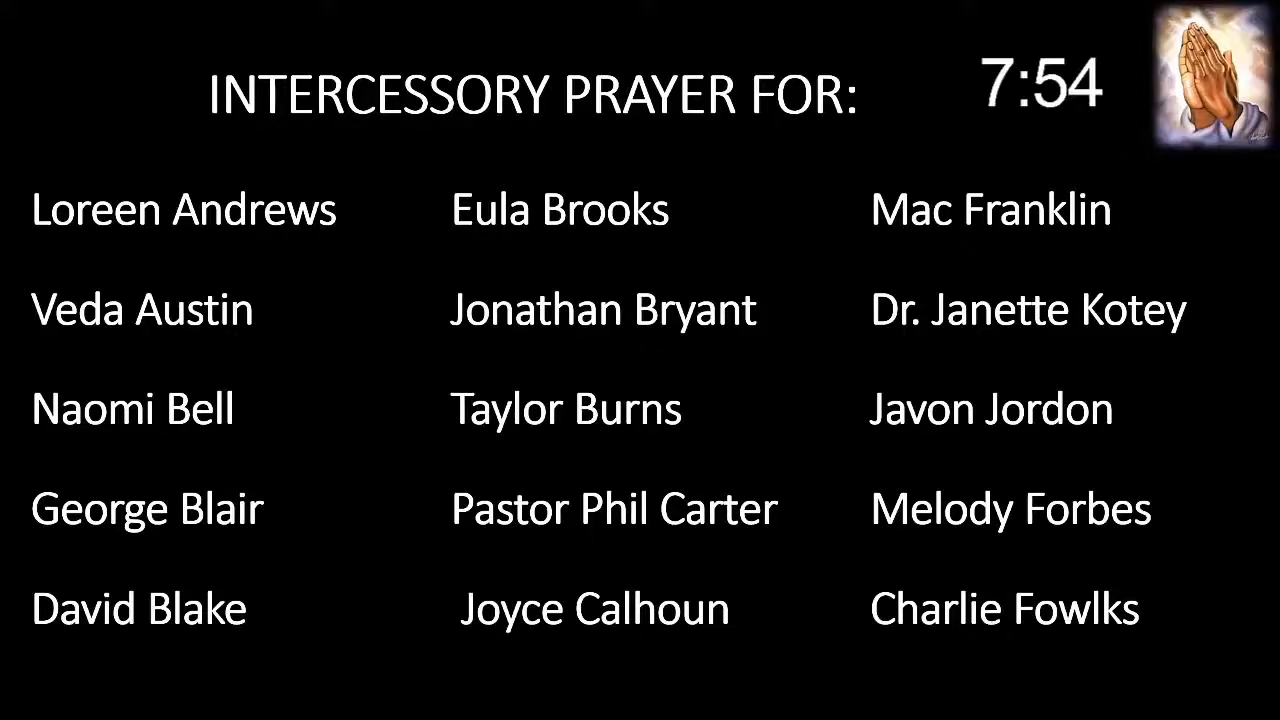 INTERCESSORY PRAYER FOR:
7:54
Loreen Andrews
Eula Brooks
Mac Franklin
Veda Austin
Jonathan Bryant
Dr. Janette Kotey
Naomi Bell
Taylor Burns
Javon Jordon
George Blair
Pastor Phil Carter
Melody Forbes
David Blake
Joyce Calhoun
Charlie Fowlks